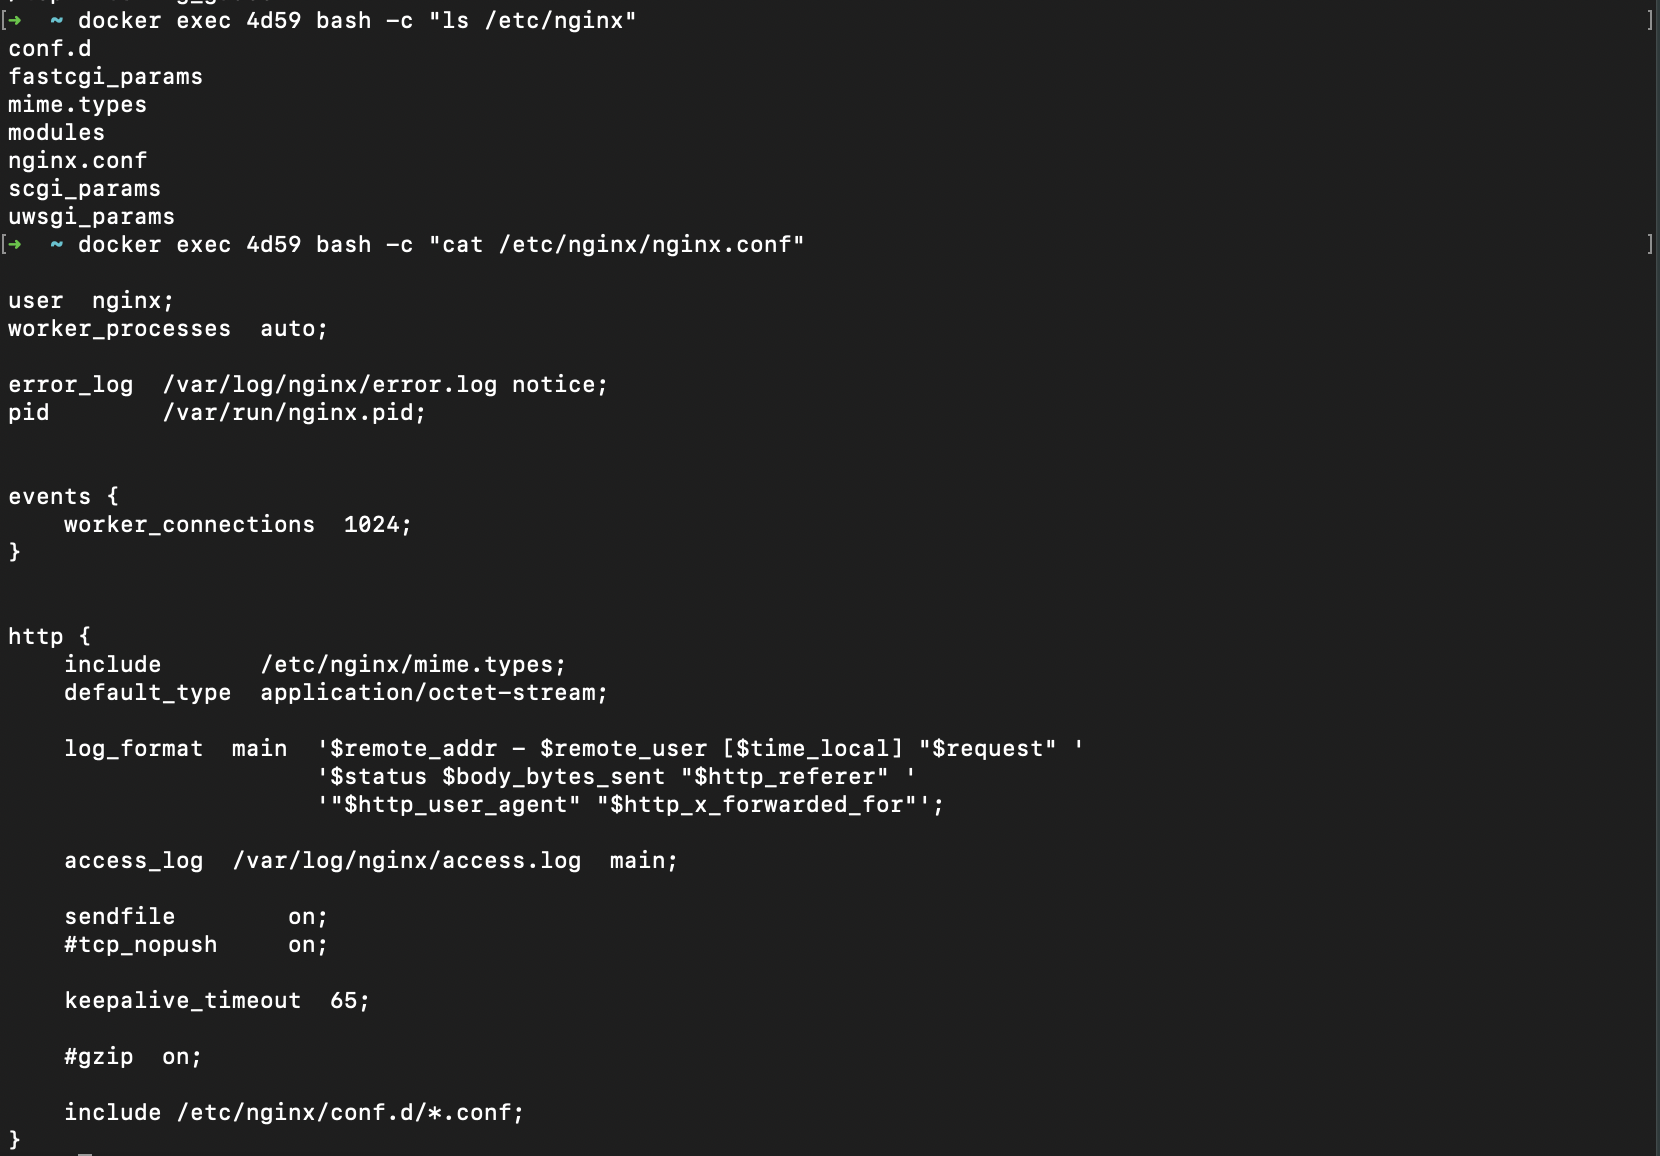 [➜  ~ docker exec 4d59 bash -c "ls /etc/nginx" ]
conf.d
fastcgi_params
mime.types
modules
nginx.conf
scgi_params
uwsgi_params
[➜  ~ docker exec 4d59 bash -c "cat /etc/nginx/nginx.conf" ]

user  nginx;
worker_processes  auto;

error_log  /var/log/nginx/error.log notice;
pid        /var/run/nginx.pid;


events {
    worker_connections  1024;
}


http {
    include       /etc/nginx/mime.types;
    default_type  application/octet-stream;

    log_format  main  '$remote_addr - $remote_user [$time_local] "$request" '
                      '$status $body_bytes_sent "$http_referer" '
                      '"$http_user_agent" "$http_x_forwarded_for"';

    access_log  /var/log/nginx/access.log  main;

    sendfile        on;
    #tcp_nopush     on;

    keepalive_timeout  65;

    #gzip  on;

    include /etc/nginx/conf.d/*.conf;
}